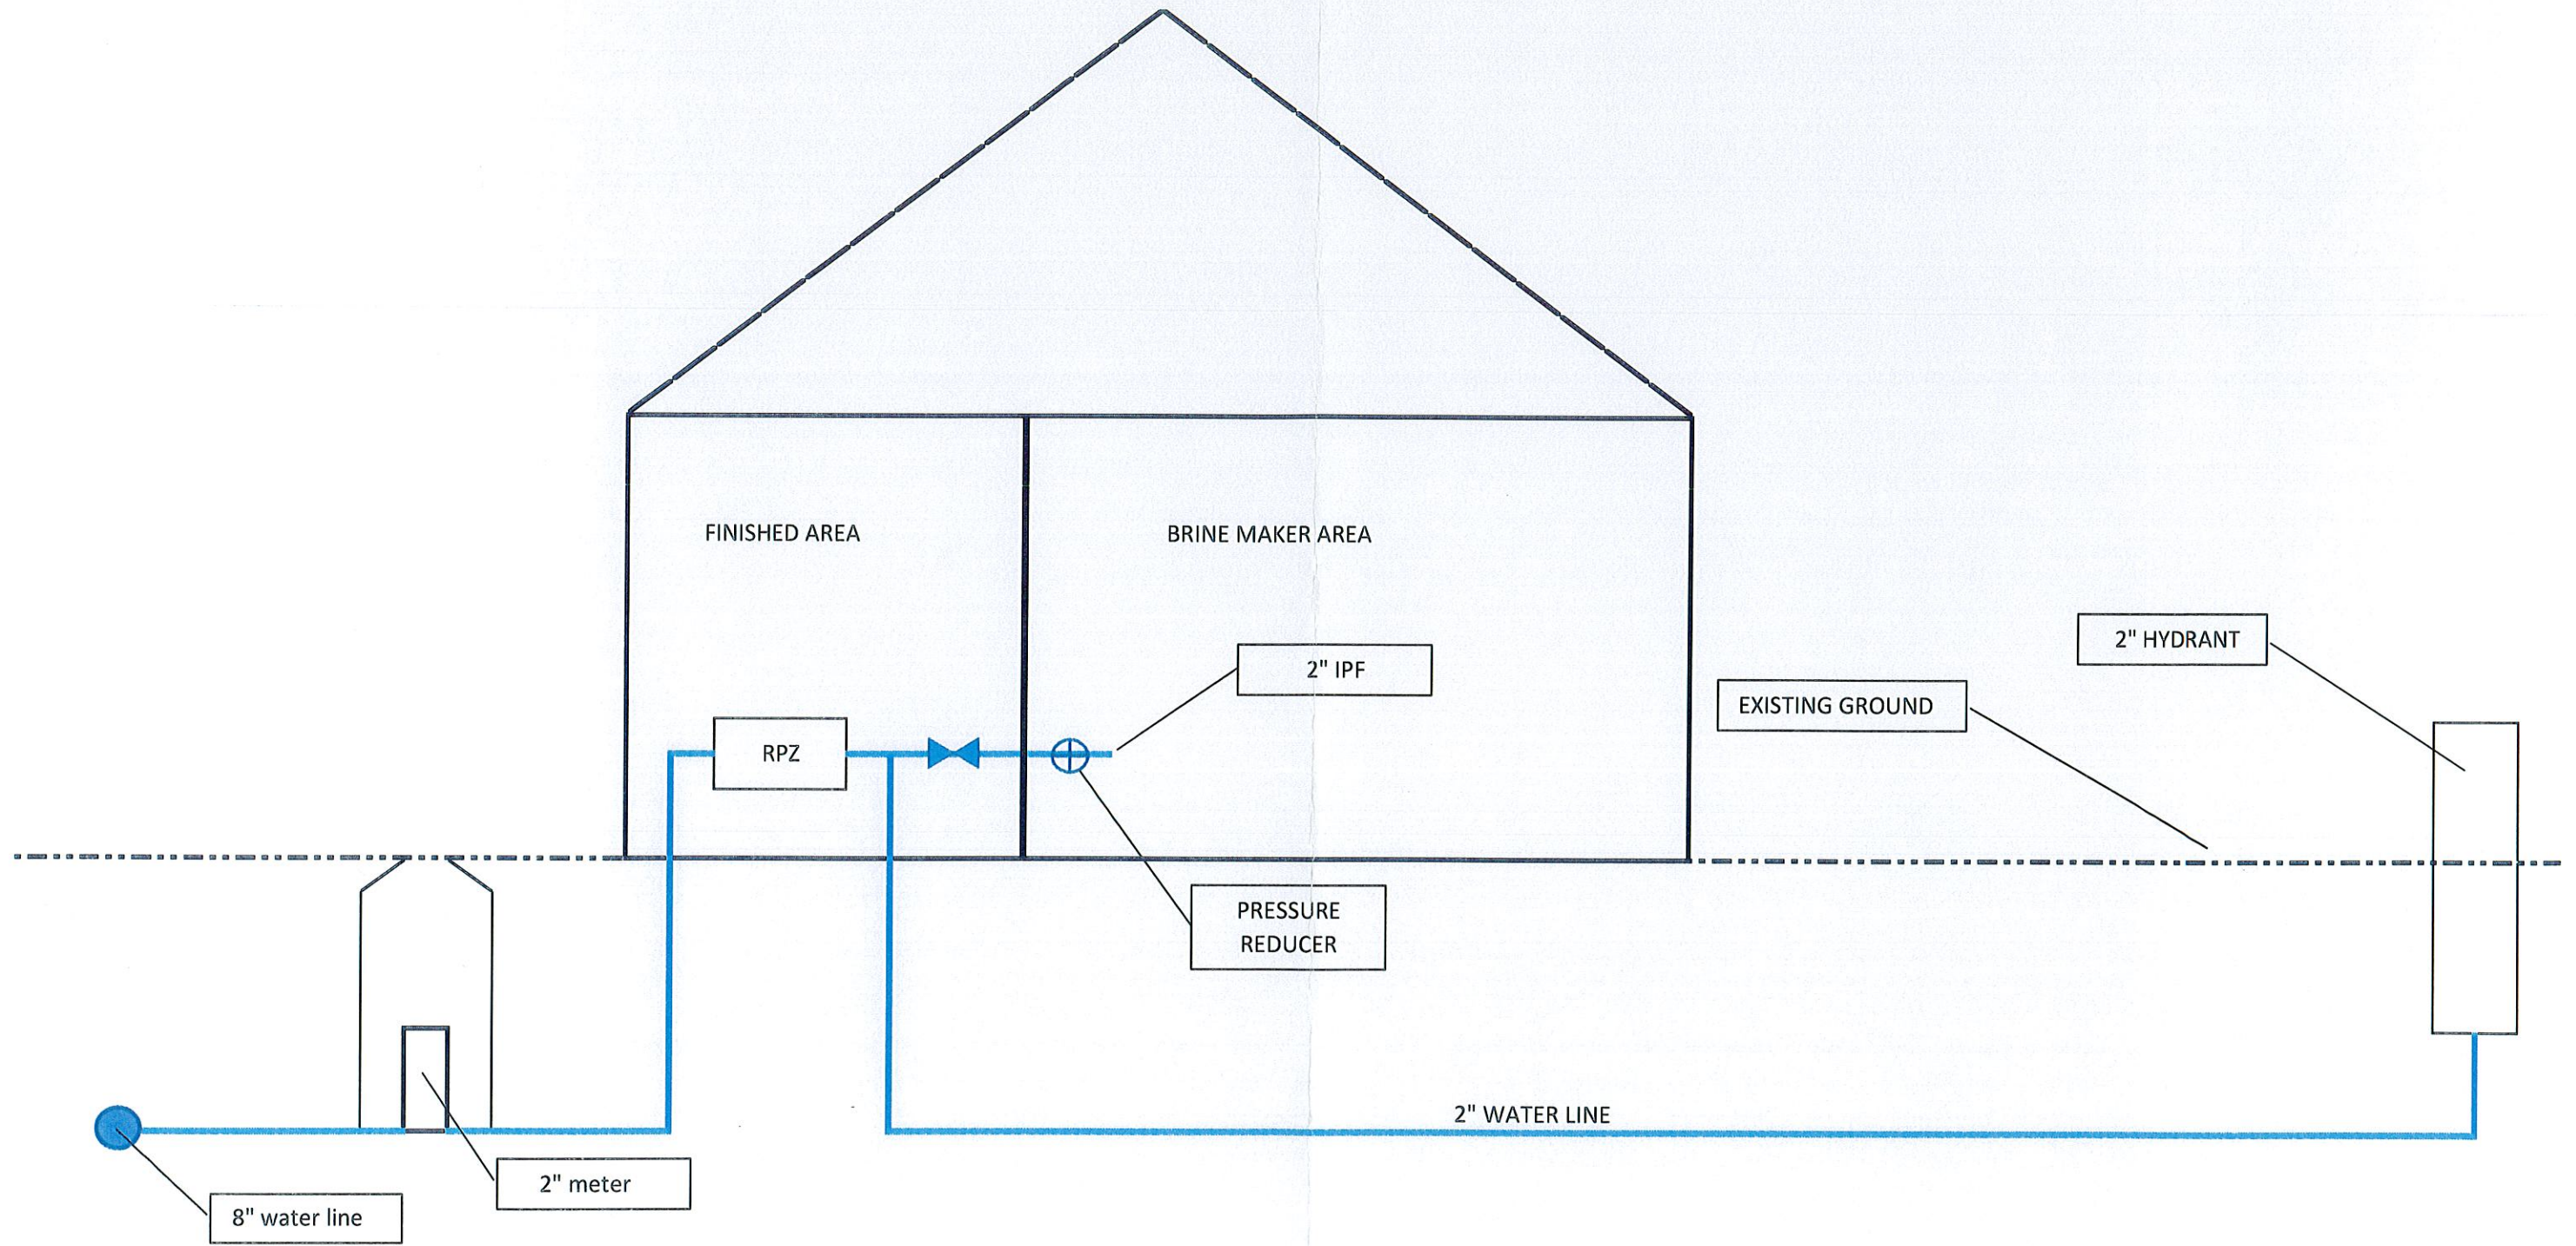 FINISHED AREA
BRINE MAKER AREA
2" HYDRANT
2" IPF
EXISTING GROUND
RPZ
PRESSURE
REDUCER
2" WATER LINE
2" meter
8" water line